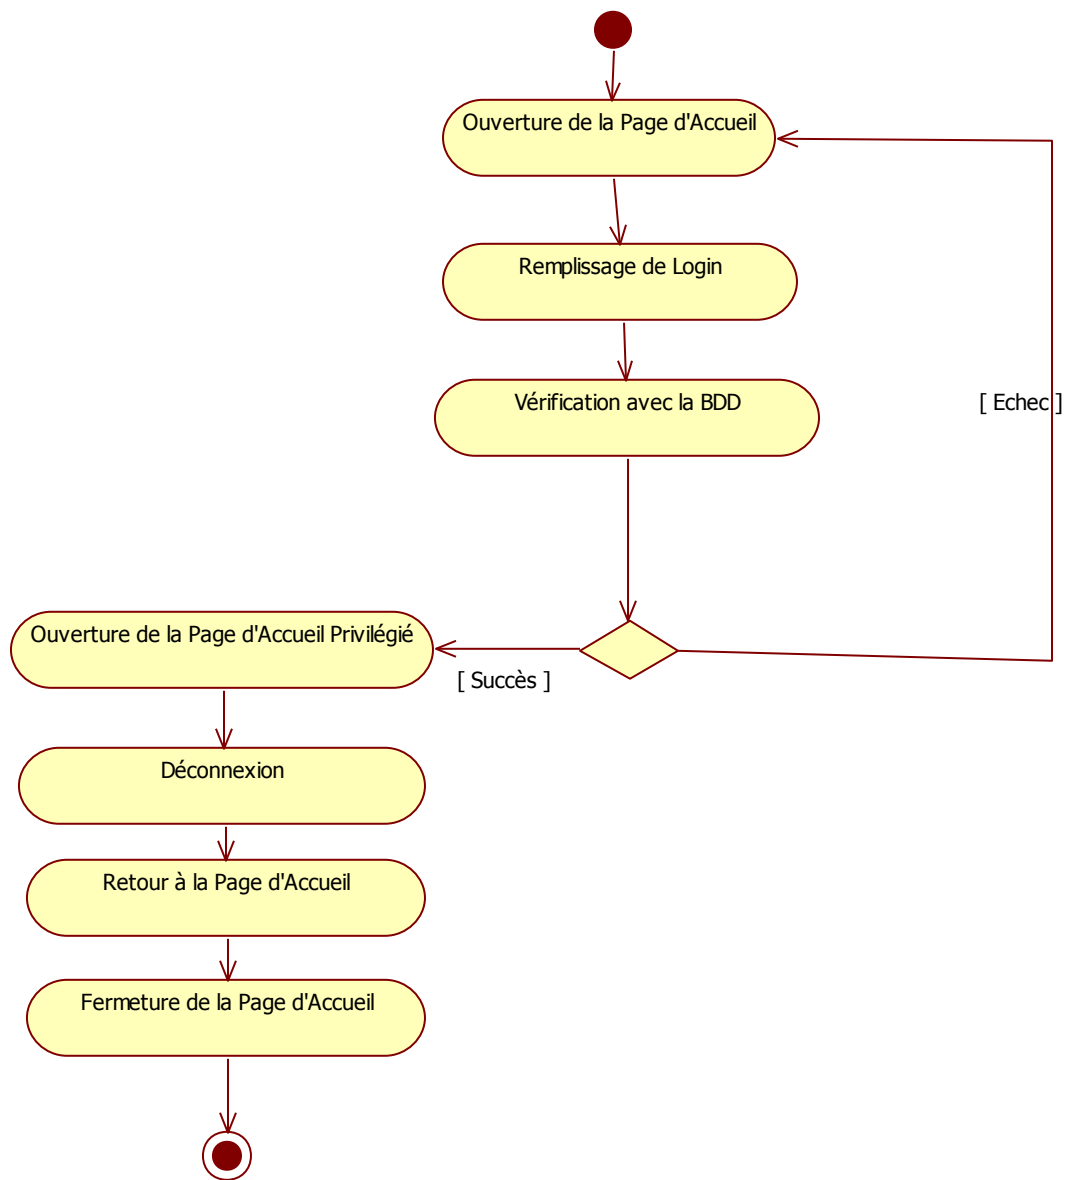 Ouverture de la Page d'Accueil
Remplissage de Login
Vérification avec la BDD
[ Echec ]
Ouverture de la Page d'Accueil Privilégié
[ Succès ]
Déconnexion
Retour à la Page d'Accueil
Fermeture de la Page d'Accueil